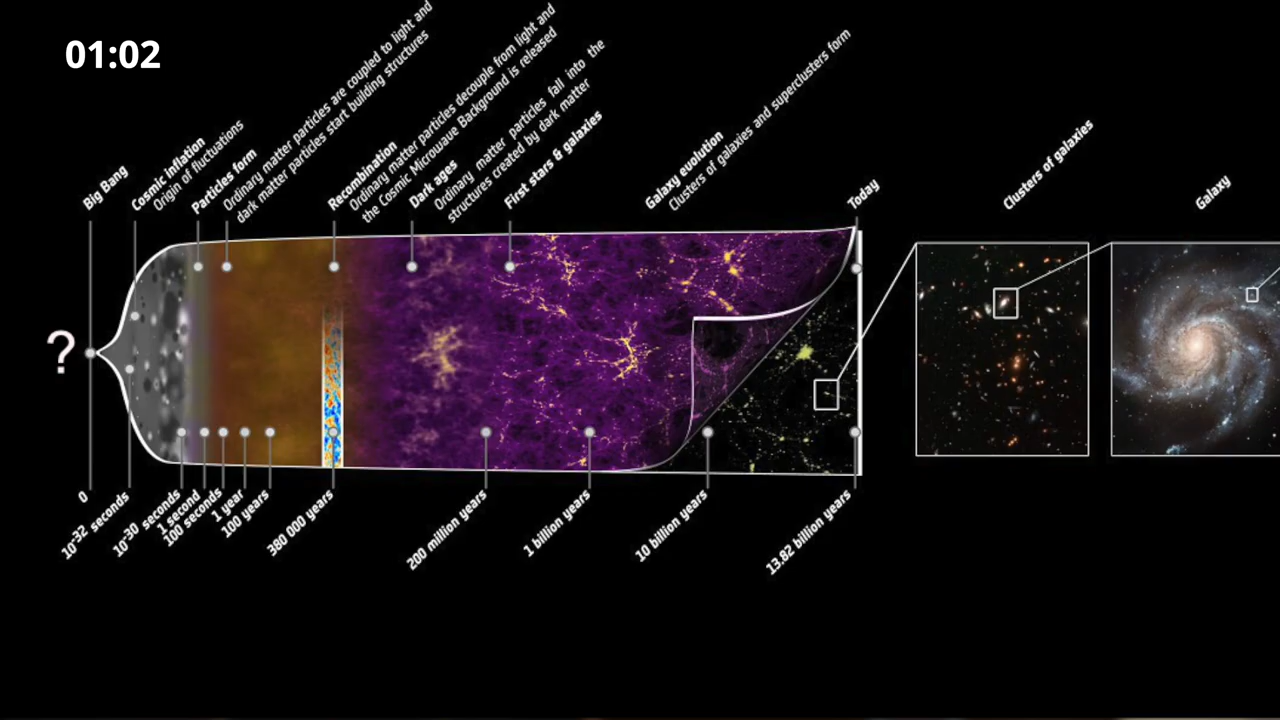 01:02
Big Bang
Cosmic inflation
Origin of fluctuations
Particles form
Ordinary matter particles are coupled to light and
dark matter particles start building structures
Recombination
Ordinary matter particles decouple from light and
the Cosmic Microwave Background is released
Dark ages
Ordinary matter particles fall into the
structures created by dark matter
First stars & galaxies
Galaxy evolution
Clusters of galaxies and superclusters form
Today
Clusters of galaxies
Galaxy
?
0
10⁻³² seconds
10⁻³⁰ seconds
1 second
100 seconds
1 year
100 years
380 000 years
200 million years
1 billion years
10 billion years
13.82 billion years